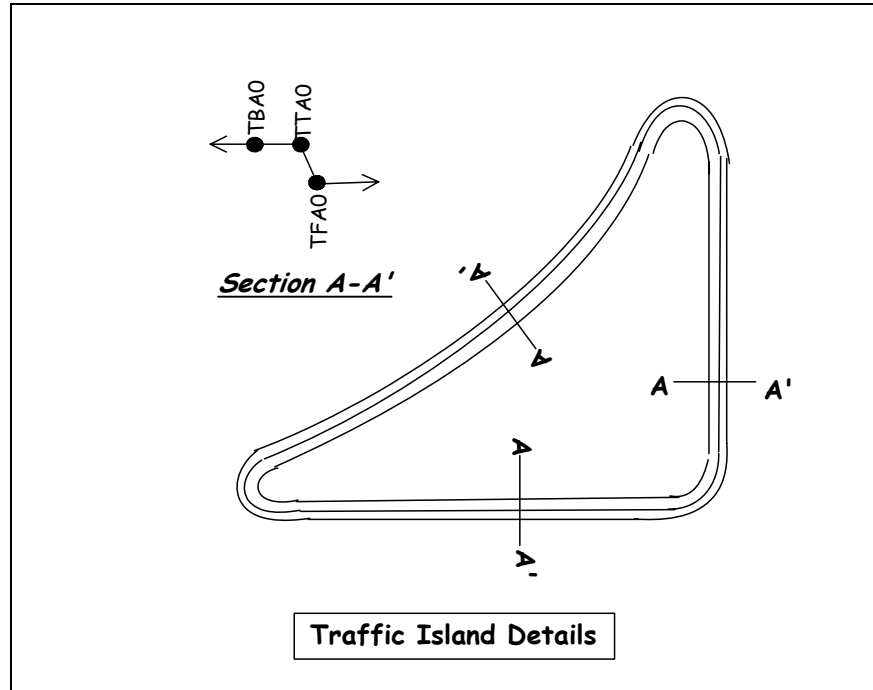 TBA0
TTA0
TFA0
Section A-A'
A'
A
A
A'
A
A'
Traffic Island Details